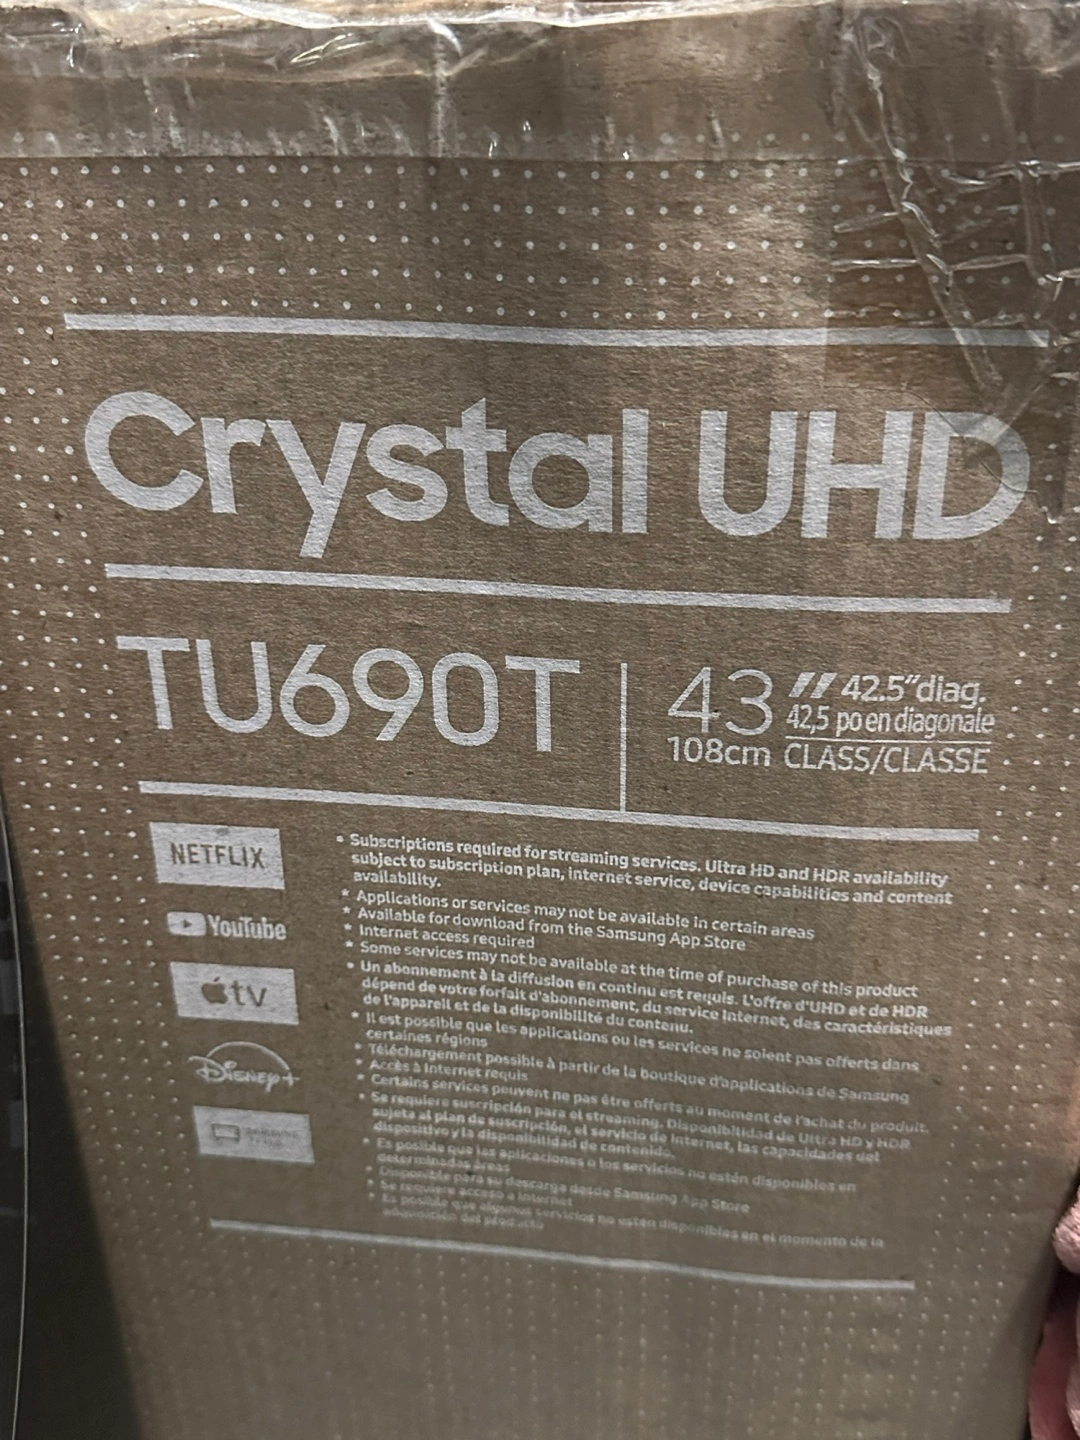 Crystal UHD
TU690T
43" 42.5"diag.
42,5 po en diagonale
108cm CLASS/CLASSE
NETFLIX
YouTube
tv
Disney+
• Subscriptions required for streaming services. Ultra HD and HDR availability
subject to subscription plan, internet service, device capabilities and content
availability.
* Applications or services may not be available in certain areas
* Available for download from the Samsung App Store
* Internet access required
* Some services may not be available at the time of purchase of this product
• Un abonnement à la diffusion en continu est requis. L'offre d'UHD et de HDR
dépend de votre forfait d'abonnement, du service Internet, des caractéristiques
de l'appareil et de la disponibilité du contenu.
* Il est possible que les applications ou les services ne soient pas offerts dans
certaines régions
* Téléchargement possible à partir de la boutique d'applications de Samsung
* Accès à Internet requis
* Certains services peuvent ne pas être offerts au moment de l'achat du produit.
• Se requiere suscripción para el streaming. Disponibilidad de Ultra HD y HDR
sujeta al plan de suscripción, el servicio de Internet, las capacidades del
dispositivo y la disponibilidad de contenido.
* Es posible que las aplicaciones o los servicios no estén disponibles en
determinadas áreas
* Disponible para su descarga desde Samsung App Store
* Se requiere acceso a Internet
* Es posible que algunos servicios no estén disponibles en el momento de la
adquisición del producto